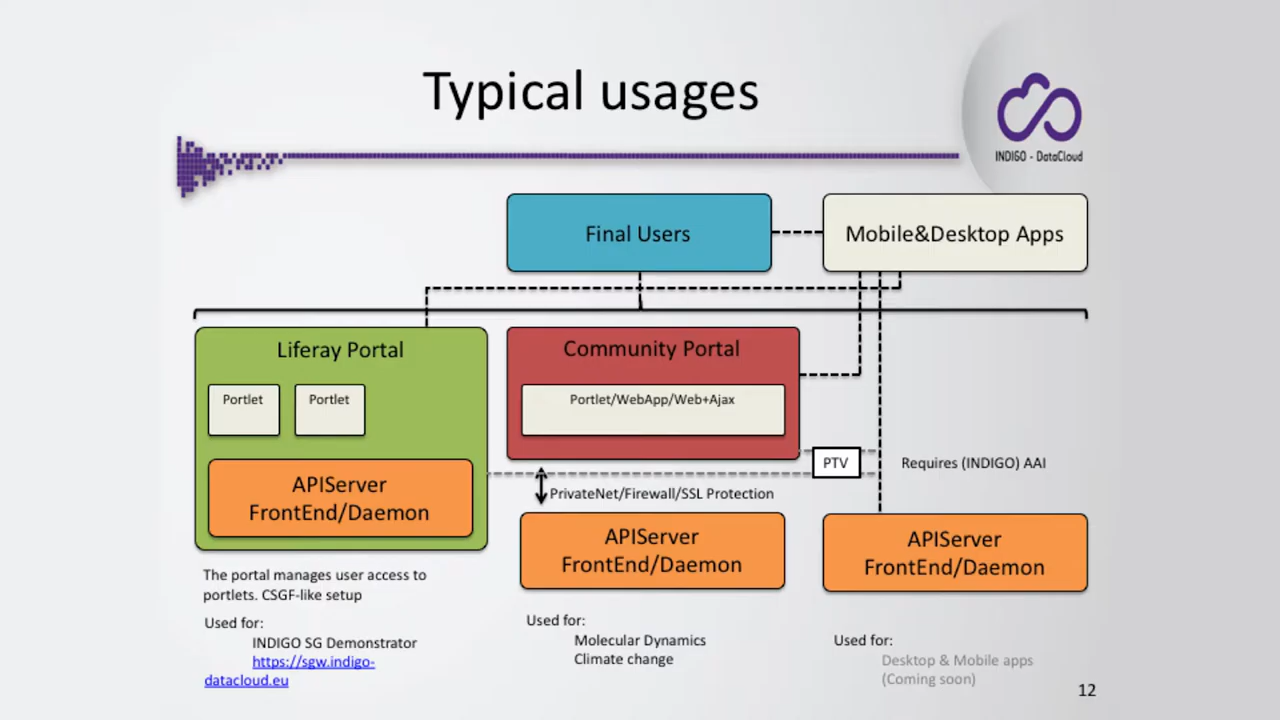 Typical usages
INDIGO - DataCloud
Final Users
Mobile&Desktop Apps
Liferay Portal
Portlet
Portlet
APIServer
FrontEnd/Daemon
Community Portal
Portlet/WebApp/Web+Ajax
PTV
Requires (INDIGO) AAI
PrivateNet/Firewall/SSL Protection
APIServer
FrontEnd/Daemon
APIServer
FrontEnd/Daemon
The portal manages user access to
portlets. CSGF-like setup
Used for:
INDIGO SG Demonstrator
https://sgw.indigo-
datacloud.eu
Used for:
Molecular Dynamics
Climate change
Used for:
Desktop & Mobile apps
(Coming soon)
12